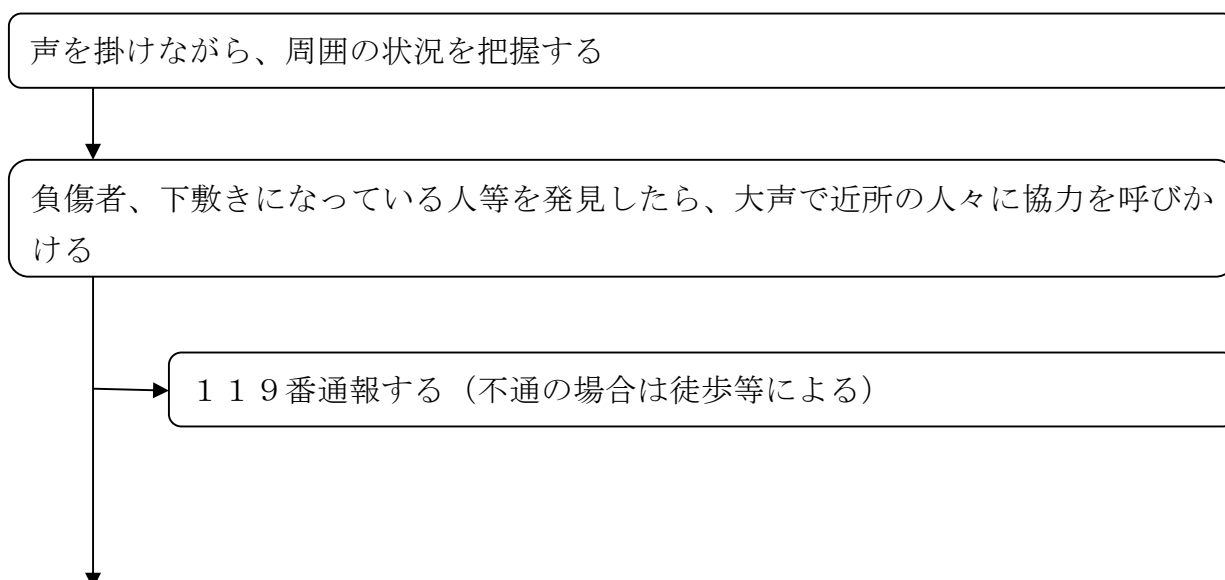 声を掛けながら、周囲の状況を把握する
負傷者、下敷きになっている人等を発見したら、大声で近所の人々に協力を呼びか
ける
１１９番通報する（不通の場合は徒歩等による）